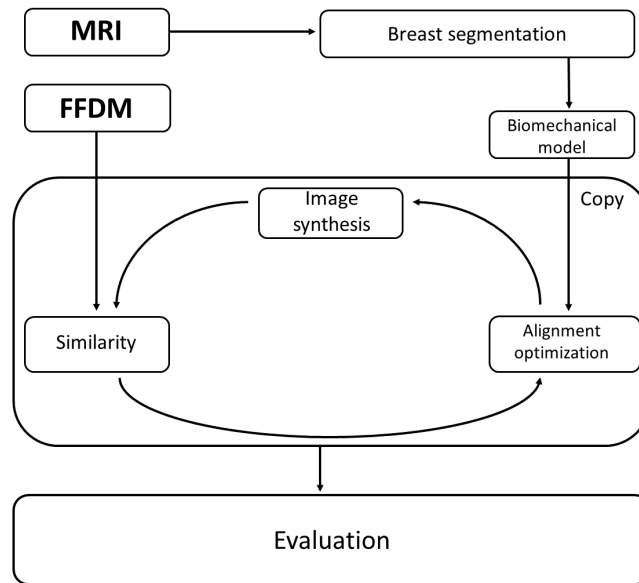 MRI
Breast segmentation
FFDM
Biomechanical
model
Copy
Image
synthesis
Similarity
Alignment
optimization
Evaluation